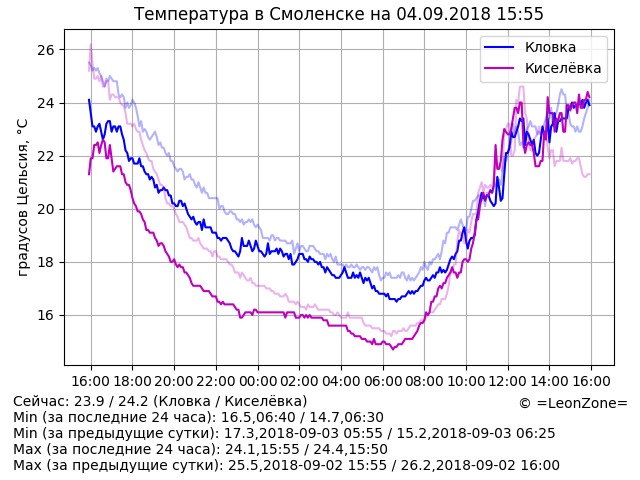 Температура в Смоленске на 04.09.2018 15:55
градусов Цельсия, °C
26
24
22
20
18
16
Кловка
Киселёвка
16:00 18:00 20:00 22:00 00:00 02:00 04:00 06:00 08:00 10:00 12:00 14:00 16:00
Сейчас: 23.9 / 24.2 (Кловка / Киселёвка)
© =LeonZone=
Min (за последние 24 часа): 16.5,06:40 / 14.7,06:30
Min (за предыдущие сутки): 17.3,2018-09-03 05:55 / 15.2,2018-09-03 06:25
Max (за последние 24 часа): 24.1,15:55 / 24.4,15:50
Max (за предыдущие сутки): 25.5,2018-09-02 15:55 / 26.2,2018-09-02 16:00